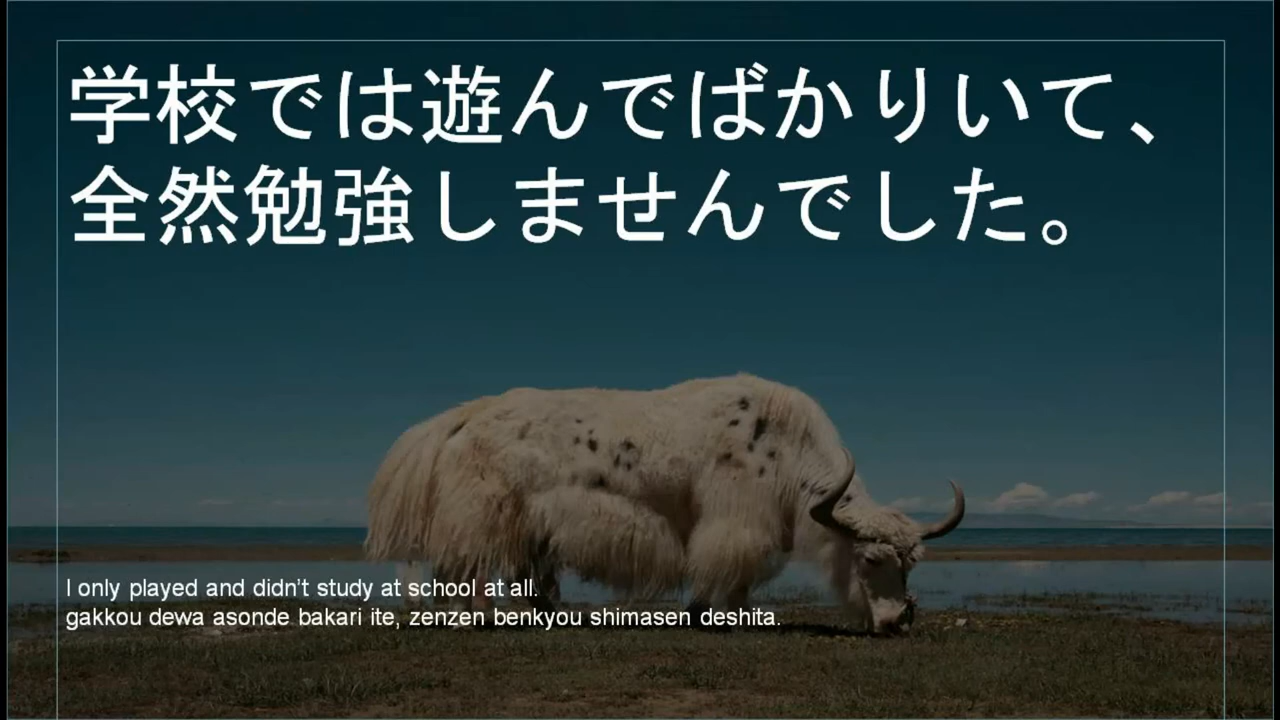 学校では遊んでばかりいて、
全然勉強しませんでした。
I only played and didn't study at school at all.
gakkou dewa asonde bakari ite, zenzen benkyou shimasen deshita.